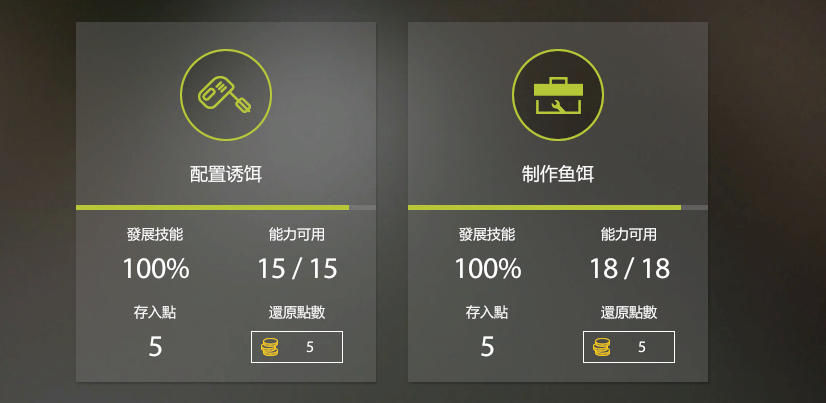 配置诱饵
制作鱼饵
發展技能 能力可用
100% 15 / 15
存入點 還原點數
5 5
發展技能 能力可用
100% 18 / 18
存入點 還原點數
5 5